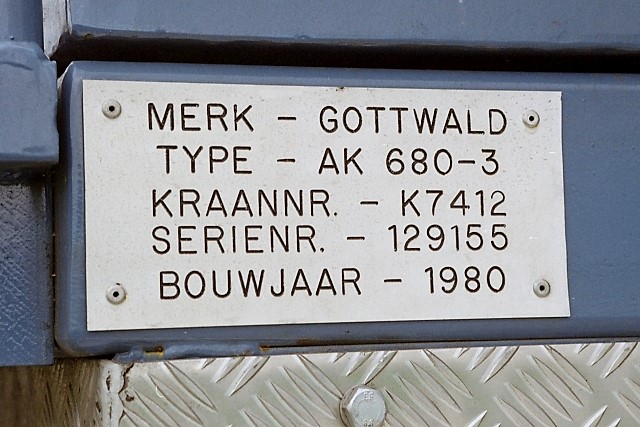 MERK - GOTTWALD
TYPE - AK 680-3
KRAANNR. - K7412
SERIENR. - 129155
BOUWJAAR - 1980